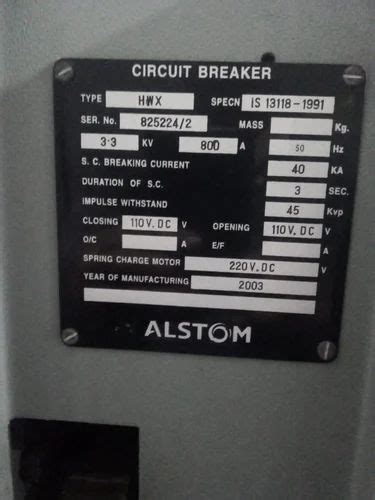 CIRCUIT BREAKER
TYPE HWX SPECN IS 13118-1991
SER. No. 825224/2 MASS Kg.
3·3 KV 800 A 50 Hz
S. C. BREAKING CURRENT 40 KA
DURATION OF S.C. 3 SEC.
IMPULSE WITHSTAND 45 Kvp
CLOSING 110V. DC V OPENING 110V. DC V
O/C A E/F A
SPRING CHARGE MOTOR 220V.DC V
YEAR OF MANUFACTURING 2003
ALSTOM